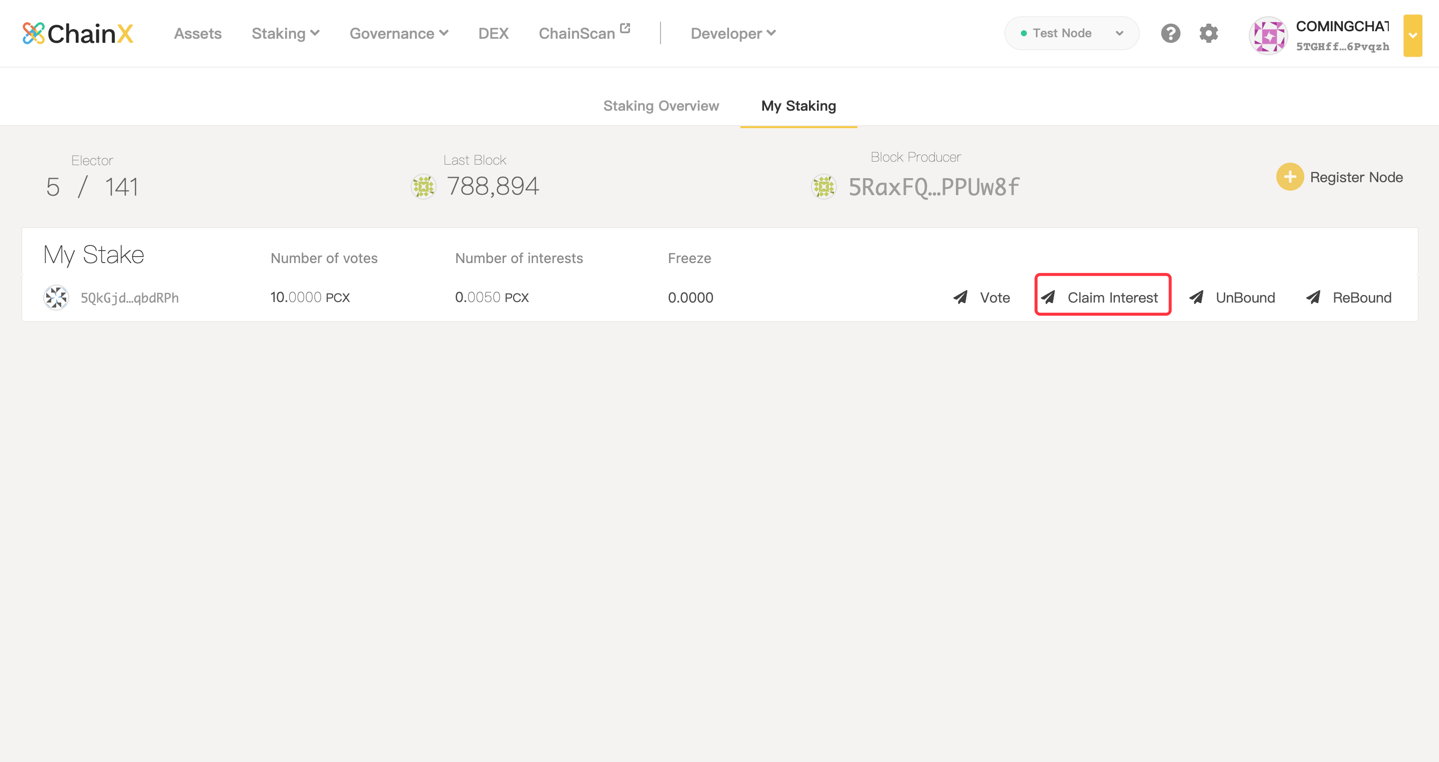 ChainX Assets Staking Governance DEX ChainScan Developer Test Node COMINGCHAT
5TGHff...6Pvqzh
Staking Overview My Staking
Elector Last Block Block Producer
5 / 141 788,894 5RaxFQ...PPUw8f Register Node
My Stake Number of votes Number of interests Freeze
5QkGjd...qbdRPh 10.0000 PCX 0.0050 PCX 0.0000 Vote Claim Interest UnBound ReBound